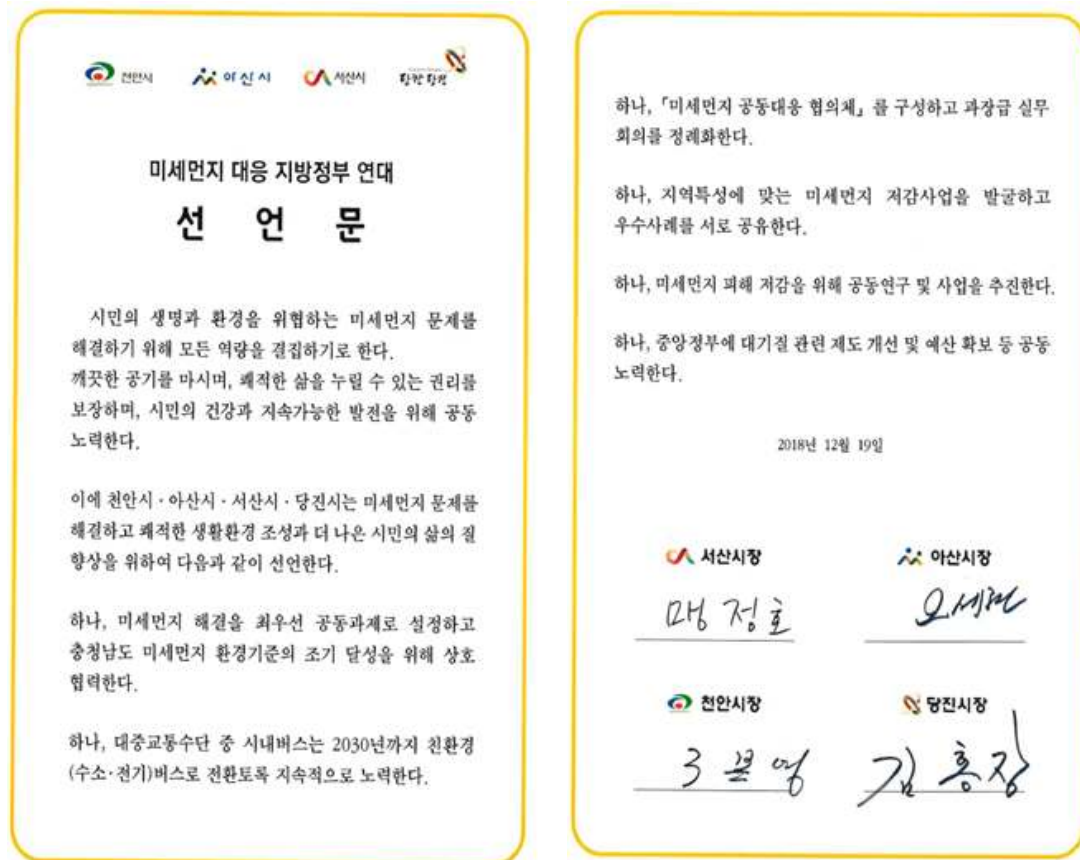 천안시 아산시 서산시 당찬당진
미세먼지 대응 지방정부 연대
선 언 문
시민의 생명과 환경을 위협하는 미세먼지 문제를
해결하기 위해 모든 역량을 결집하기로 한다.
깨끗한 공기를 마시며, 쾌적한 삶을 누릴 수 있는 권리를
보장하며, 시민의 건강과 지속가능한 발전을 위해 공동
노력한다.
이에 천안시·아산시·서산시·당진시는 미세먼지 문제를
해결하고 쾌적한 생활환경 조성과 더 나은 시민의 삶의 질
향상을 위하여 다음과 같이 선언한다.
하나, 미세먼지 해결을 최우선 공동과제로 설정하고
충청남도 미세먼지 환경기준의 조기 달성을 위해 상호
협력한다.
하나, 대중교통수단 중 시내버스는 2030년까지 친환경
(수소·전기)버스로 전환토록 지속적으로 노력한다.
하나, 「미세먼지 공동대응 협의체」를 구성하고 과장급 실무
회의를 정례화한다.
하나, 지역특성에 맞는 미세먼지 저감사업을 발굴하고
우수사례를 서로 공유한다.
하나, 미세먼지 피해 저감을 위해 공동연구 및 사업을 추진한다.
하나, 중앙정부에 대기질 관련 제도 개선 및 예산 확보 등 공동
노력한다.
2018년 12월 19일
서산시장 아산시장
맹정호 오세현
천안시장 당진시장
구본영 김홍장